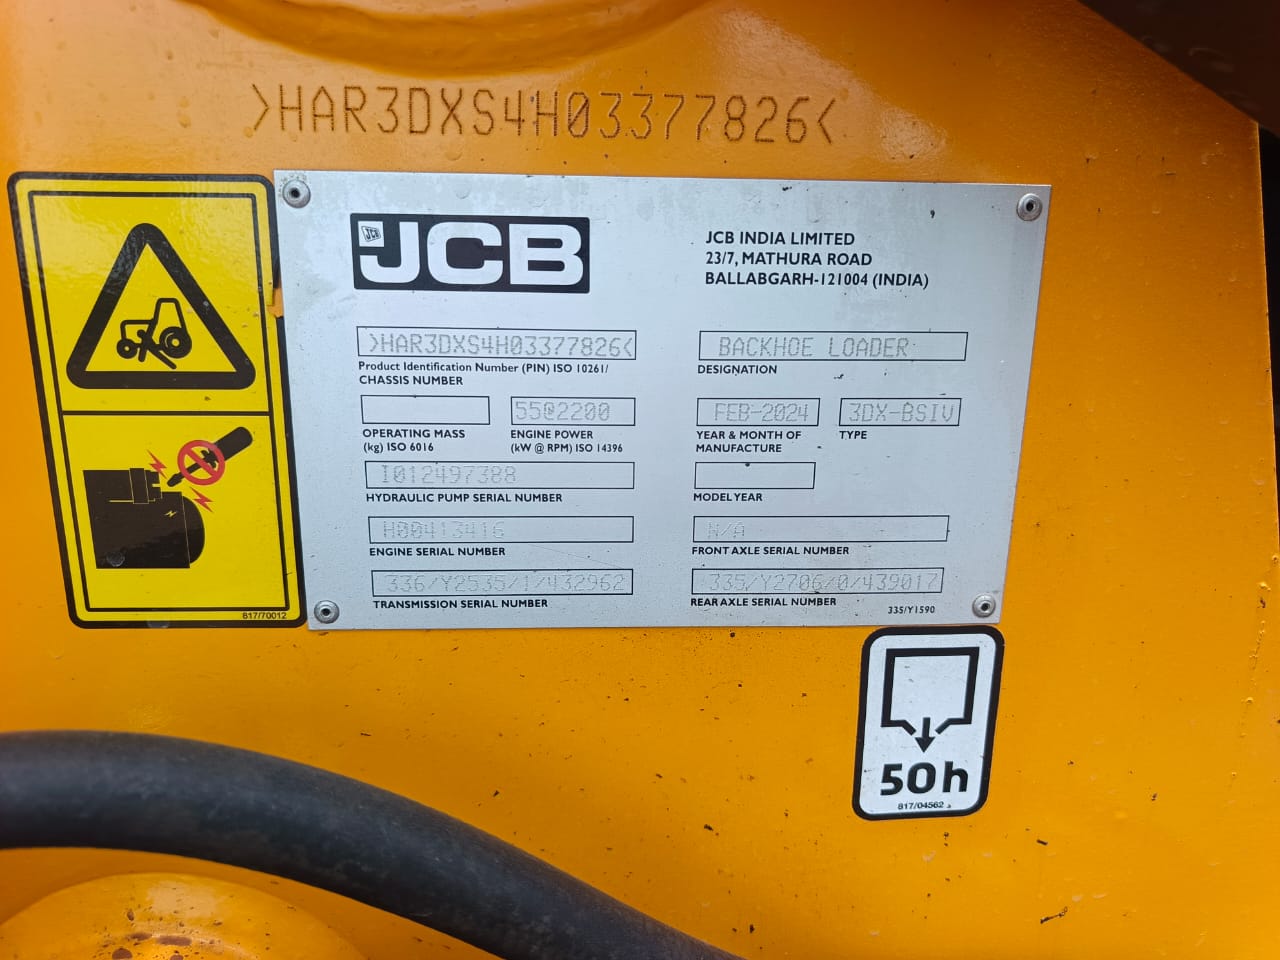 >HAR3DXS4H03377826<
JCB
JCB INDIA LIMITED
23/7, MATHURA ROAD
BALLABGARH-121004 (INDIA)
>HAR3DXS4H03377826<
Product Identification Number (PIN) ISO 10261/
CHASSIS NUMBER
BACKHOE LOADER
DESIGNATION
OPERATING MASS
(kg) ISO 6016
55@2200
ENGINE POWER
(kW @ RPM) ISO 14396
FEB-2024
YEAR & MONTH OF
MANUFACTURE
3DX-BSIV
TYPE
I012497388
HYDRAULIC PUMP SERIAL NUMBER
MODEL YEAR
H00413416
ENGINE SERIAL NUMBER
N/A
FRONT AXLE SERIAL NUMBER
336/Y2535/1/432962
TRANSMISSION SERIAL NUMBER
335/Y2706/0/439017
REAR AXLE SERIAL NUMBER
335/Y1590
817/70012
50h
817/04562